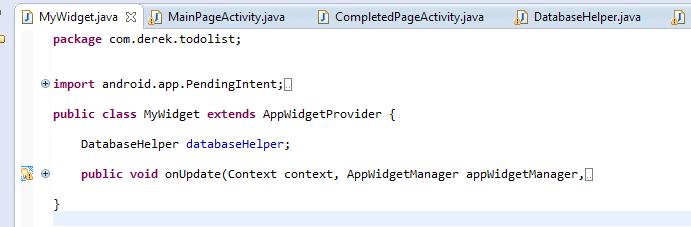 MyWidget.java MainPageActivity.java CompletedPageActivity.java DatabaseHelper.java
package com.derek.todolist;
import android.app.PendingIntent;
public class MyWidget extends AppWidgetProvider {
DatabaseHelper databaseHelper;
public void onUpdate(Context context, AppWidgetManager appWidgetManager,
}